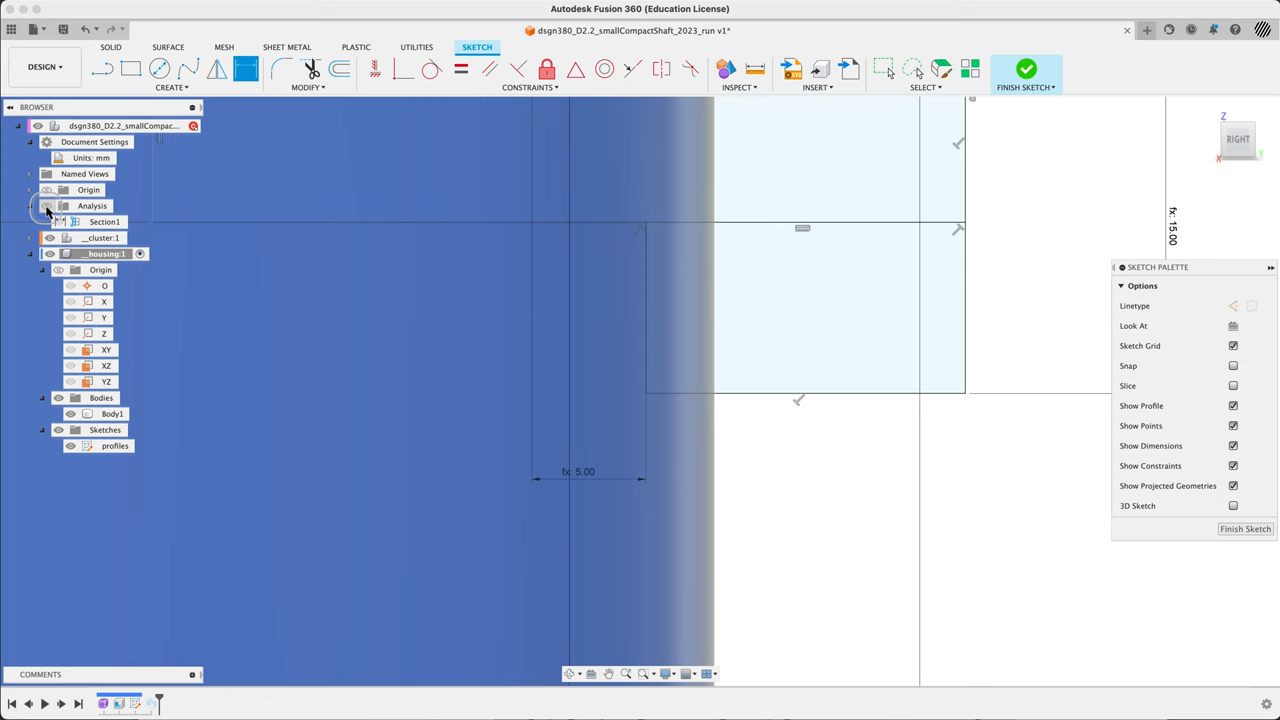 Autodesk Fusion 360 (Education License)
dsgn380_D2.2_smallCompactShaft_2023_run v1*
DESIGN
SOLID
SURFACE
MESH
SHEET METAL
PLASTIC
UTILITIES
SKETCH
CREATE
MODIFY
CONSTRAINTS
INSPECT
INSERT
SELECT
FINISH SKETCH
BROWSER
dsgn380_D2.2_smallCompac...
Document Settings
Units: mm
Named Views
Origin
Analysis
Section1
__cluster:1
__housing:1
Origin
O
X
Y
Z
XY
XZ
YZ
Bodies
Body1
Sketches
profiles
fx: 5.00
fx: 15.00
Z
RIGHT
X
Y
SKETCH PALETTE
Options
Linetype
Look At
Sketch Grid
Snap
Slice
Show Profile
Show Points
Show Dimensions
Show Constraints
Show Projected Geometries
3D Sketch
Finish Sketch
COMMENTS